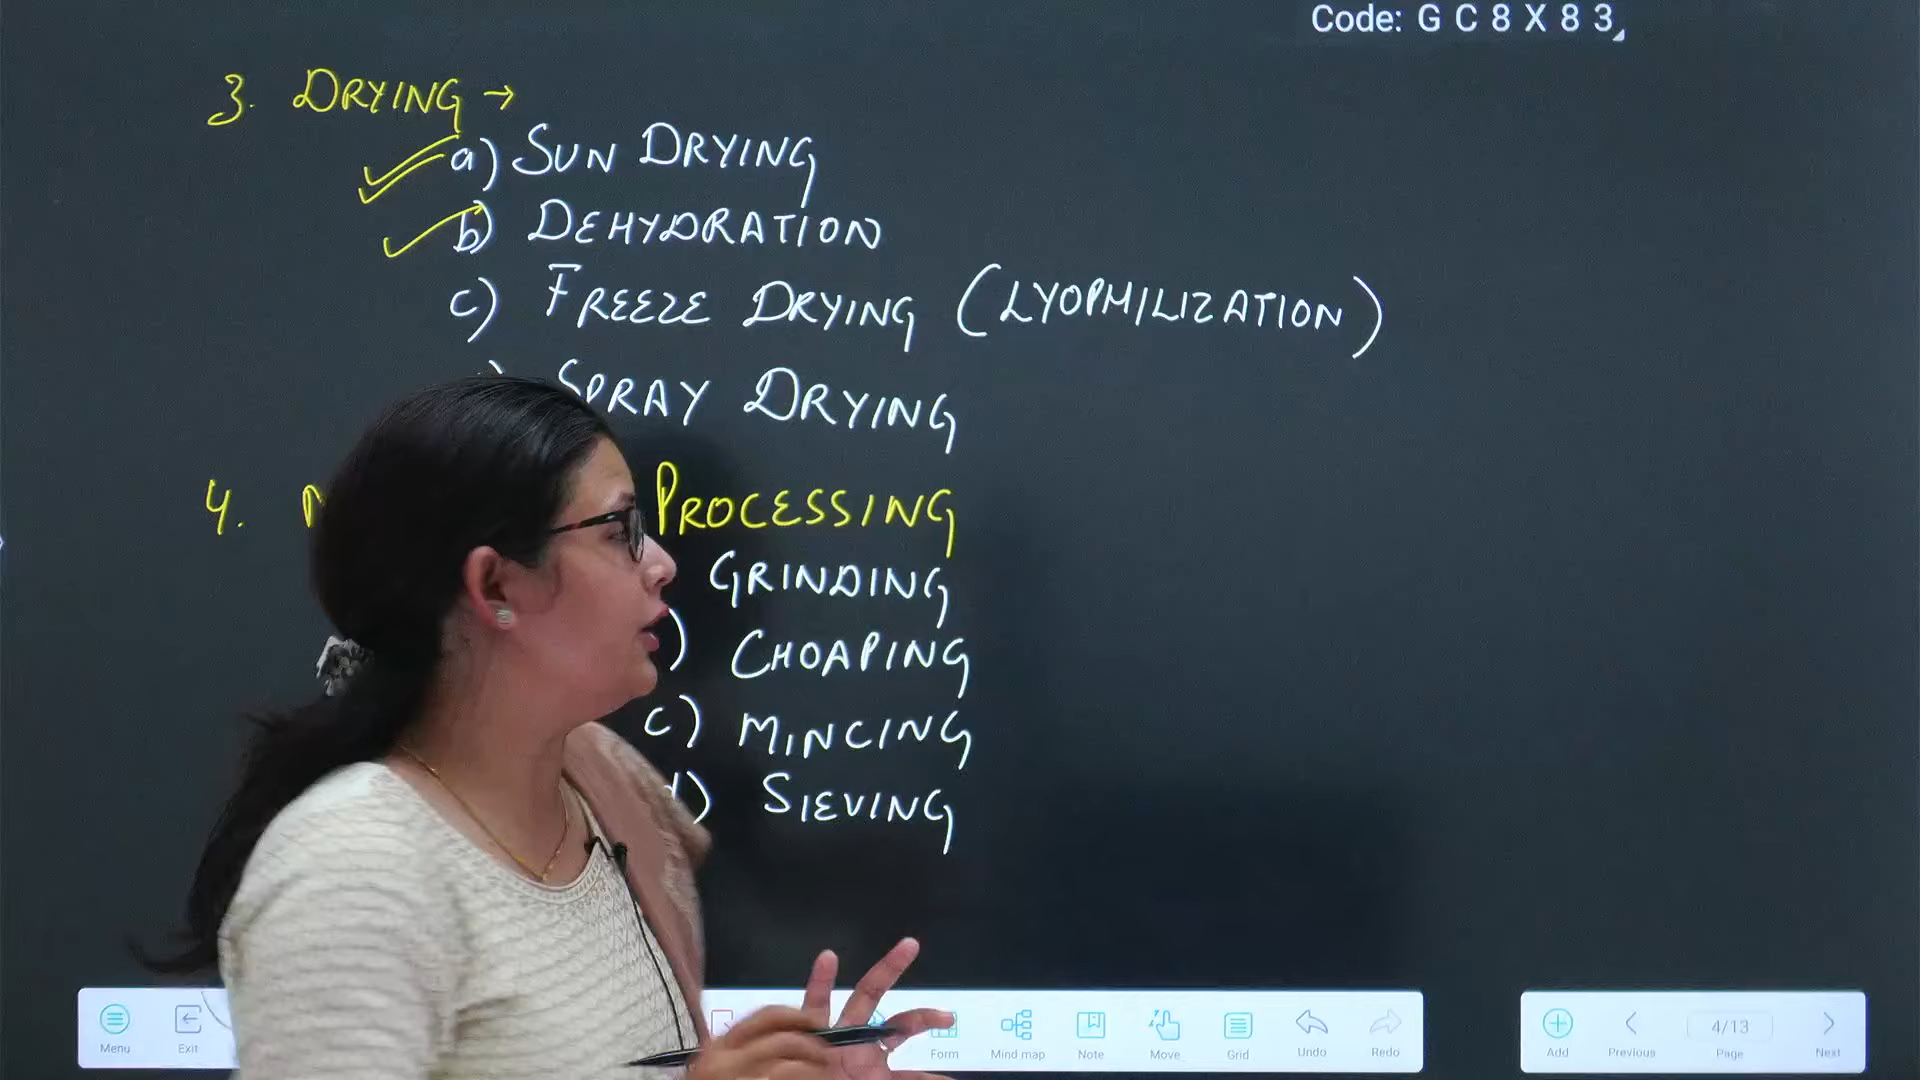 Code: G C 8 X 8 3
3. DRYING →
a) SUN DRYING
b) DEHYDRATION
c) FREEZE DRYING (LYOPHILIZATION)
SPRAY DRYING
4. PROCESSING
GRINDING
) CHOAPING
c) MINCING
d) SIEVING
Menu Exit Form Mind map Note Move Grid Undo Redo Add Previous 4/13 Page Next